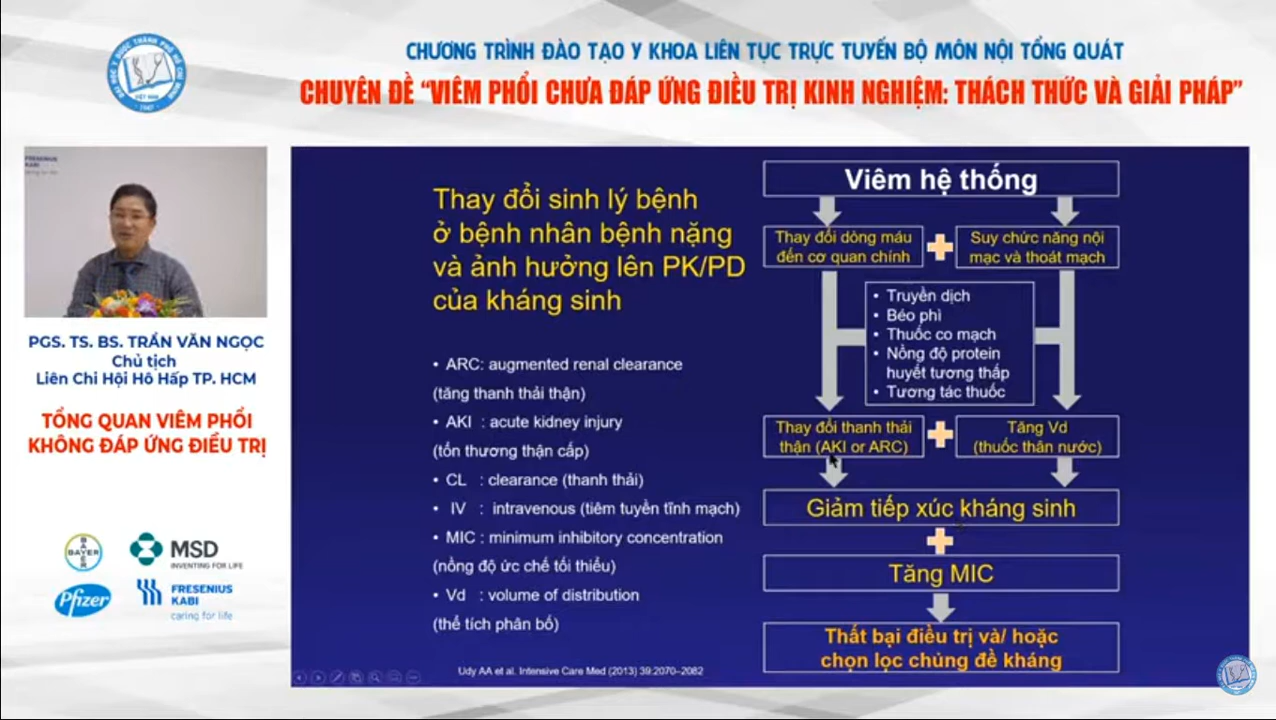 CHƯƠNG TRÌNH ĐÀO TẠO Y KHOA LIÊN TỤC TRỰC TUYẾN BỘ MÔN NỘI TỔNG QUÁT
CHUYÊN ĐỀ “VIÊM PHỔI CHƯA ĐÁP ỨNG ĐIỀU TRỊ KINH NGHIỆM: THÁCH THỨC VÀ GIẢI PHÁP”
FRESENIUS
KABI
PGS. TS. BS. TRẦN VĂN NGỌC
Chủ tịch
Liên Chi Hội Hô Hấp TP. HCM
TỔNG QUAN VIÊM PHỔI
KHÔNG ĐÁP ỨNG ĐIỀU TRỊ
BAYER
MSD
INVENTING FOR LIFE
Pfizer
FRESENIUS
KABI
caring for life
Thay đổi sinh lý bệnh
ở bệnh nhân bệnh nặng
và ảnh hưởng lên PK/PD
của kháng sinh
• ARC: augmented renal clearance
(tăng thanh thải thận)
• AKI : acute kidney injury
(tổn thương thận cấp)
• CL : clearance (thanh thải)
• IV : intravenous (tiêm tuyền tĩnh mạch)
• MIC : minimum inhibitory concentration
(nồng độ ức chế tối thiểu)
• Vd : volume of distribution
(thể tích phân bố)
Udy AA et al. Intensive Care Med (2013) 39:2070–2082
Viêm hệ thống
Thay đổi dòng máu
đến cơ quan chính
Suy chức năng nội
mạc và thoát mạch
• Truyền dịch
• Béo phì
• Thuốc co mạch
• Nồng độ protein
huyết tương thấp
• Tương tác thuốc
Thay đổi thanh thải
thận (AKI or ARC)
Tăng Vd
(thuốc thân nước)
Giảm tiếp xúc kháng sinh
Tăng MIC
Thất bại điều trị và/ hoặc
chọn lọc chủng đề kháng